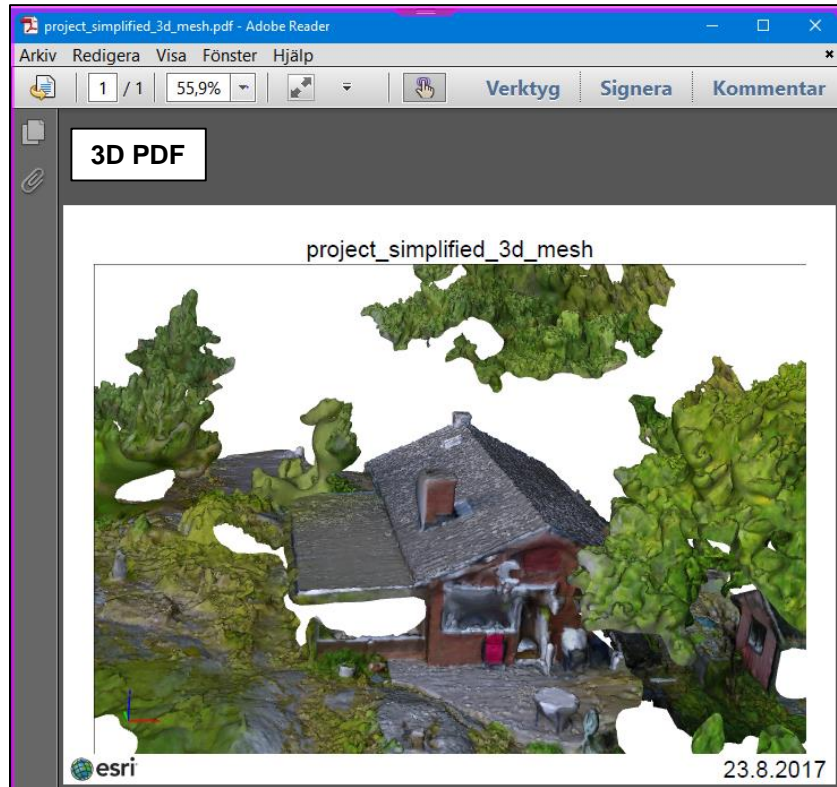 project_simplified_3d_mesh.pdf - Adobe Reader
Arkiv Redigera Visa Fönster Hjälp
1 / 1 55,9% Verktyg Signera Kommentar
3D PDF
project_simplified_3d_mesh
esri 23.8.2017